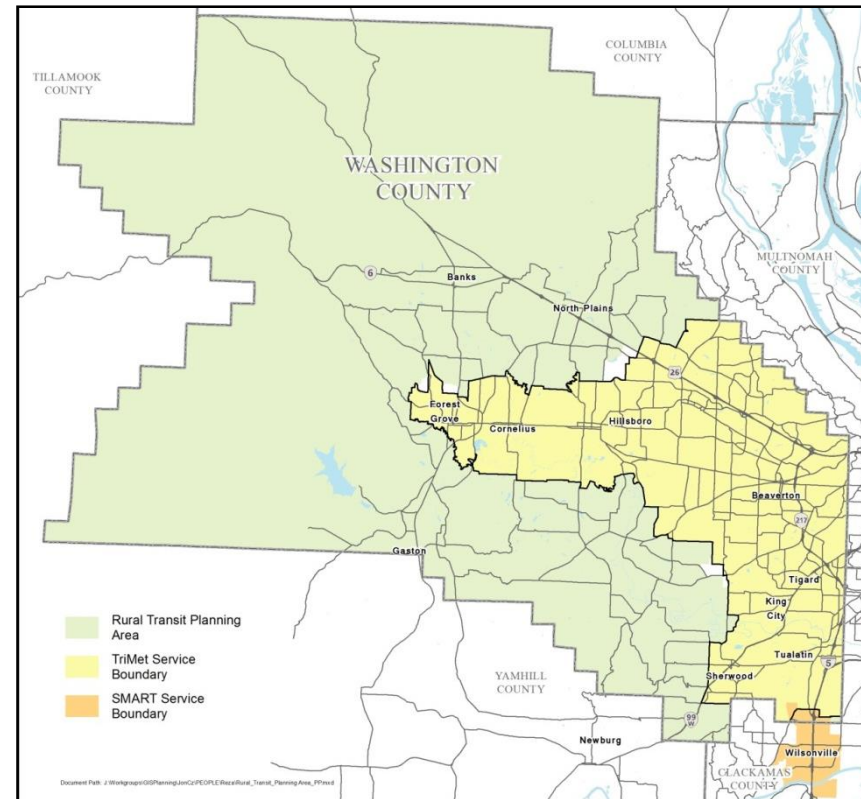 COLUMBIA
COUNTY
TILLAMOOK
COUNTY
WASHINGTON
COUNTY
MULTNOMAH
COUNTY
6
Banks
North Plains
26
Forest
Grove
Cornelius
Hillsboro
Beaverton
217
Gaston
Tigard
King
City
Rural Transit Planning
Area
TriMet Service
Boundary
SMART Service
Boundary
Tualatin
5
Sherwood
YAMHILL
COUNTY
99
W
Newburg
Wilsonville
CLACKAMAS
COUNTY